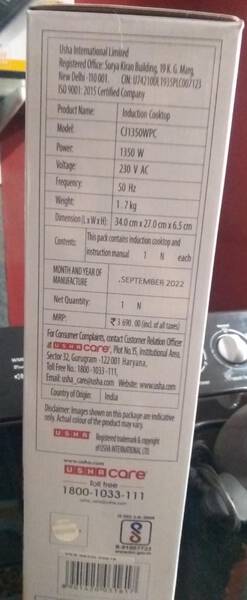 Usha International Limited
Registered Office: Surya Kiran Building, 19 K. G. Marg,
New Delhi - 110 001. CIN: U74210DL1935PLC007123
ISO 9001: 2015 Certified Company
Product Name: Induction Cooktop
Model: CJ1350WPC
Power: 1350 W
Voltage: 230 V AC
Frequency: 50 Hz
Weight: 1.7kg
Dimension (L x W x H): 34.0 cm x 27.0 cm x 6.5 cm
Contents: This pack contains induction cooktop and
instruction manual 1 N each
MONTH AND YEAR OF
MANUFACTURE .SEPTEMBER 2022
Net Quantity: 1 N
MRP: ₹3 690.00 (incl. of all taxes)
For Consumer Complaints, contact Customer Relation Officer
USHA care, Plot No.15, Institutional Area,
Sector 32, Gurugram -122 001 Haryana,
Toll Free No.: 1800-1033-111,
Email: usha_care@usha.com Website: www.usha.com
Country of Origin: India
Disclaimer: Images shown on this package are indicative
only. Actual colour of the product may vary.
USHA Registered trademark & copyright
of USHA INTERNATIONAL LTD.
www.usha.com
USHA care
Toll free
1800-1033-111
usha_care@usha.com